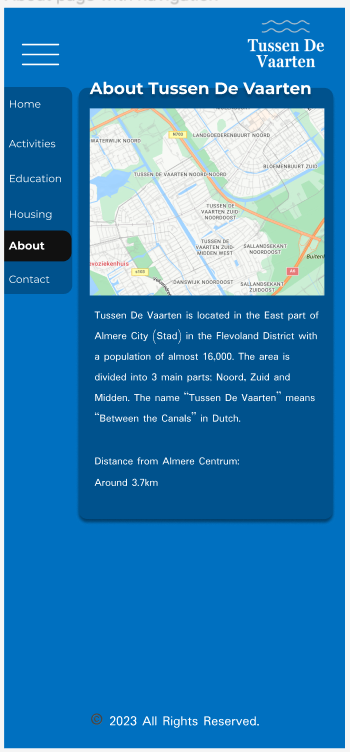 About page with navigation
Tussen De
Vaarten
Home
Activities
Education
Housing
About
Contact
About Tussen De Vaarten
N702
LANDGOEDERENBUURT NOORD
WATERWIJK NOORD
BLOEMENBUURT ZUID
TUSSEN DE VAARTEN NOORD-NOORD
TUSSEN DE
VAARTEN ZUID-
NOORDOOST
TUSSEN DE
VAARTEN ZUID-
MIDDEN WEST
SALLANDSEKANT
NOORDOOST
Buiten
evoziekenhuis
s103
A6
DANSWIJK NOORDOOST
SALLANDSEKANT
ZUIDOOST
Tussen De Vaarten is located in the East part of
Almere City (Stad) in the Flevoland District with
a population of almost 16,000. The area is
divided into 3 main parts: Noord, Zuid and
Midden. The name “Tussen De Vaarten” means
“Between the Canals” in Dutch.
Distance from Almere Centrum:
Around 3.7km
© 2023 All Rights Reserved.